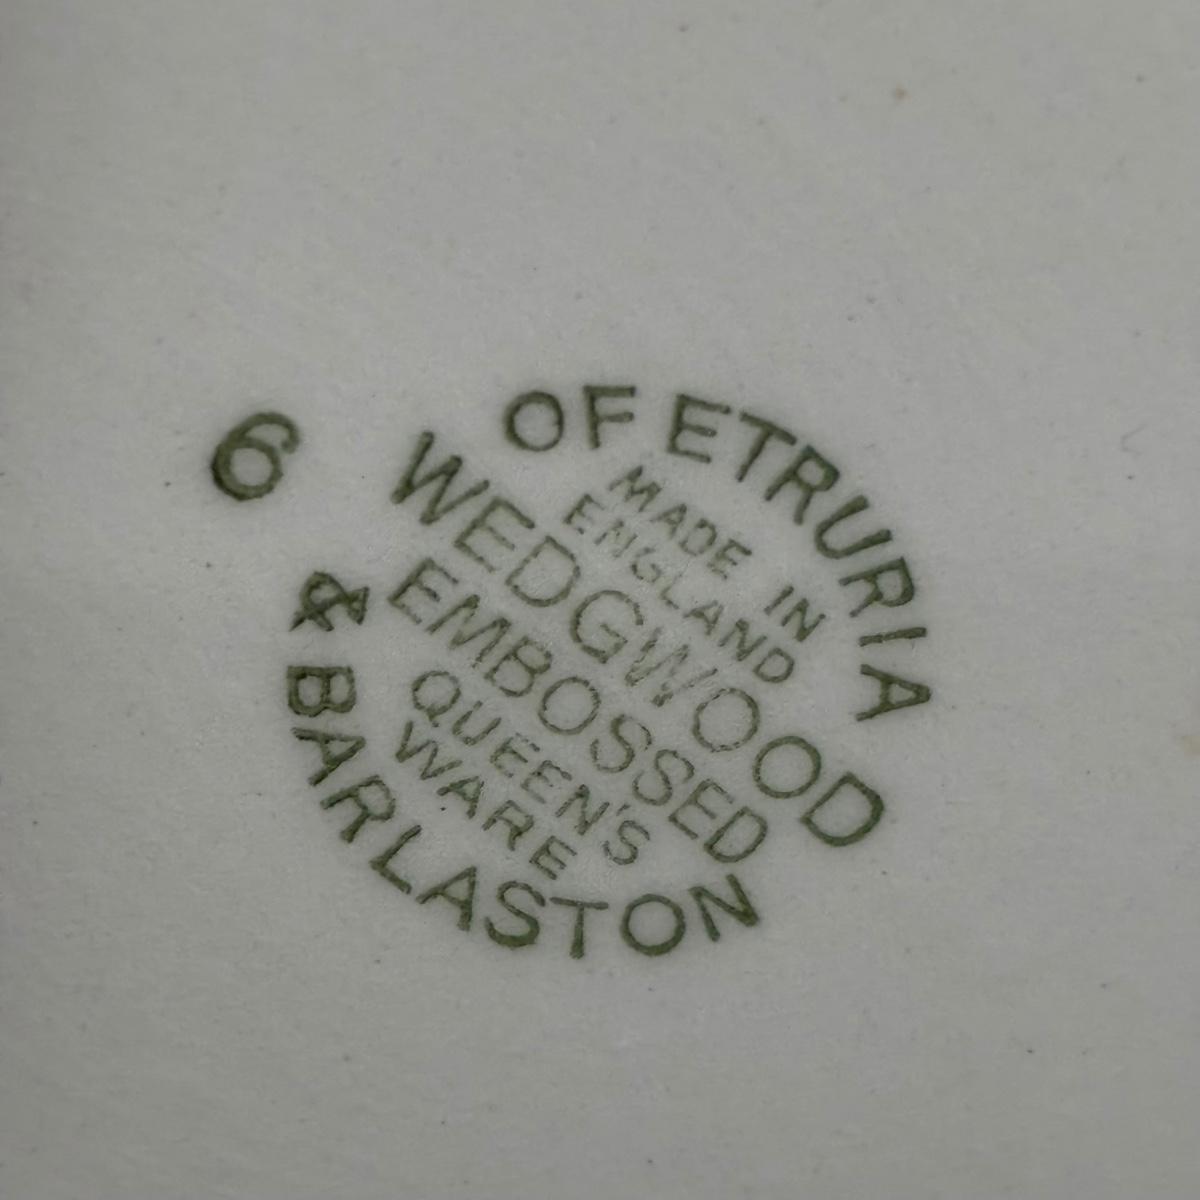 OF ETRURIA
MADE IN
ENGLAND
WEDGWOOD
EMBOSSED
QUEEN'S
WARE
& BARLASTON
6